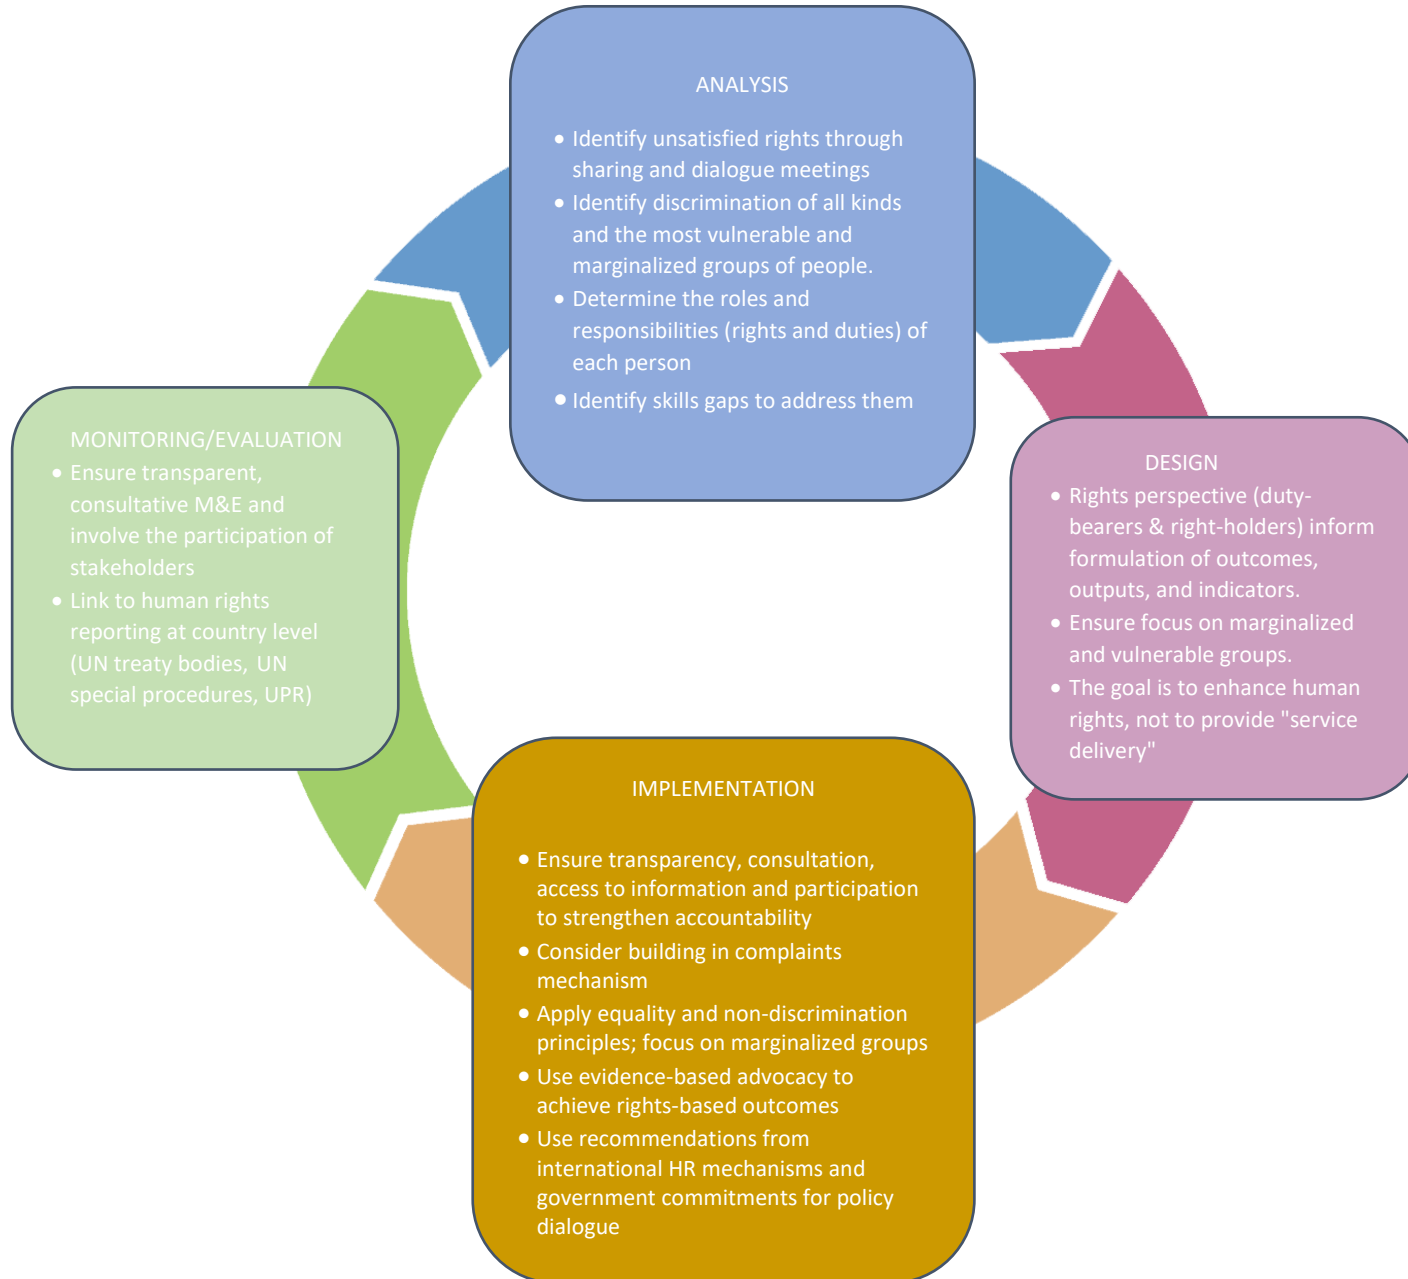 ANALYSIS
• Identify unsatisfied rights through
sharing and dialogue meetings
• Identify discrimination of all kinds
and the most vulnerable and
marginalized groups of people.
• Determine the roles and
responsibilities (rights and duties) of
each person
• Identify skills gaps to address them
DESIGN
• Rights perspective (duty-
bearers & right-holders) inform
formulation of outcomes,
outputs, and indicators.
• Ensure focus on marginalized
and vulnerable groups.
• The goal is to enhance human
rights, not to provide "service
delivery"
IMPLEMENTATION
• Ensure transparency, consultation,
access to information and participation
to strengthen accountability
• Consider building in complaints
mechanism
• Apply equality and non-discrimination
principles; focus on marginalized groups
• Use evidence-based advocacy to
achieve rights-based outcomes
• Use recommendations from
international HR mechanisms and
government commitments for policy
dialogue
MONITORING/EVALUATION
• Ensure transparent,
consultative M&E and
involve the participation of
stakeholders
• Link to human rights
reporting at country level
(UN treaty bodies, UN
special procedures, UPR)